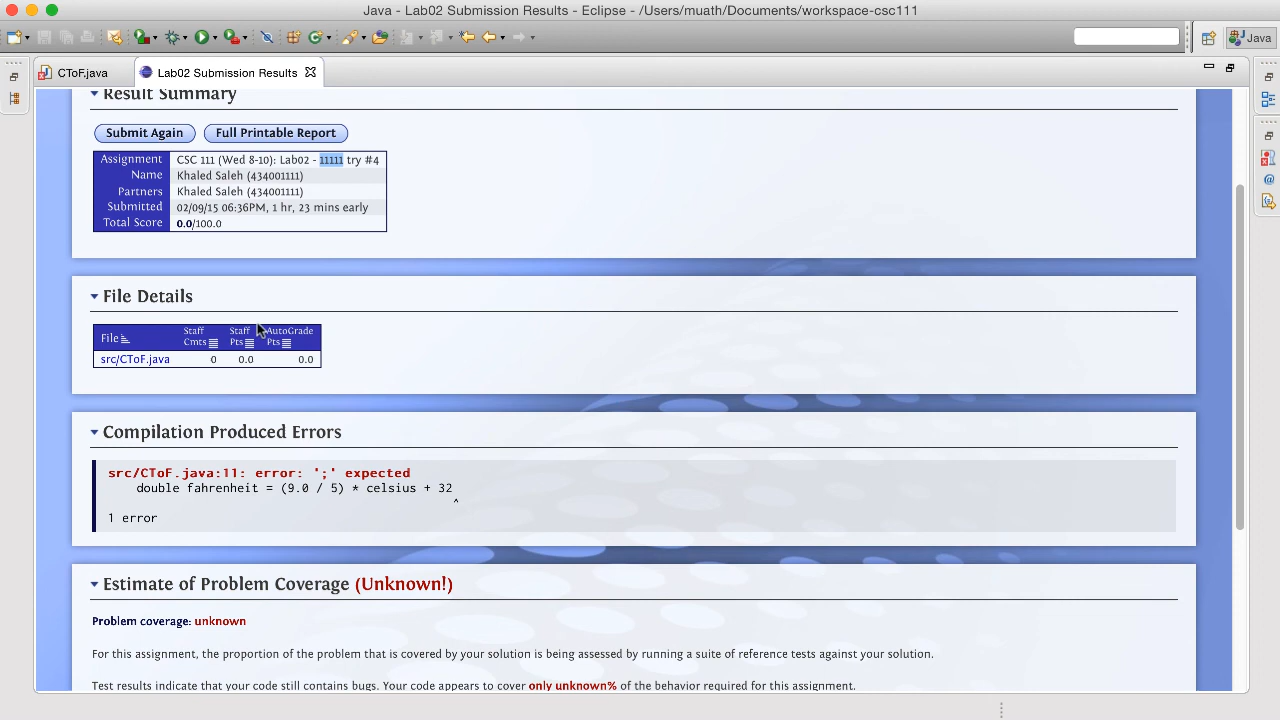 Java - Lab02 Submission Results - Eclipse - /Users/muath/Documents/workspace-csc111
Java
CToF.java
Lab02 Submission Results
Result Summary
Submit Again
Full Printable Report
Assignment CSC 111 (Wed 8-10): Lab02 - 11111 try #4
Name Khaled Saleh (434001111)
Partners Khaled Saleh (434001111)
Submitted 02/09/15 06:36PM, 1 hr, 23 mins early
Total Score 0.0/100.0
File Details
File Staff Cmts Staff Pts AutoGrade Pts
src/CToF.java 0 0.0 0.0
Compilation Produced Errors
src/CToF.java:11: error: ';' expected
double fahrenheit = (9.0 / 5) * celsius + 32
^
1 error
Estimate of Problem Coverage (Unknown!)
Problem coverage: unknown
For this assignment, the proportion of the problem that is covered by your solution is being assessed by running a suite of reference tests against your solution.
Test results indicate that your code still contains bugs. Your code appears to cover only unknown% of the behavior required for this assignment.